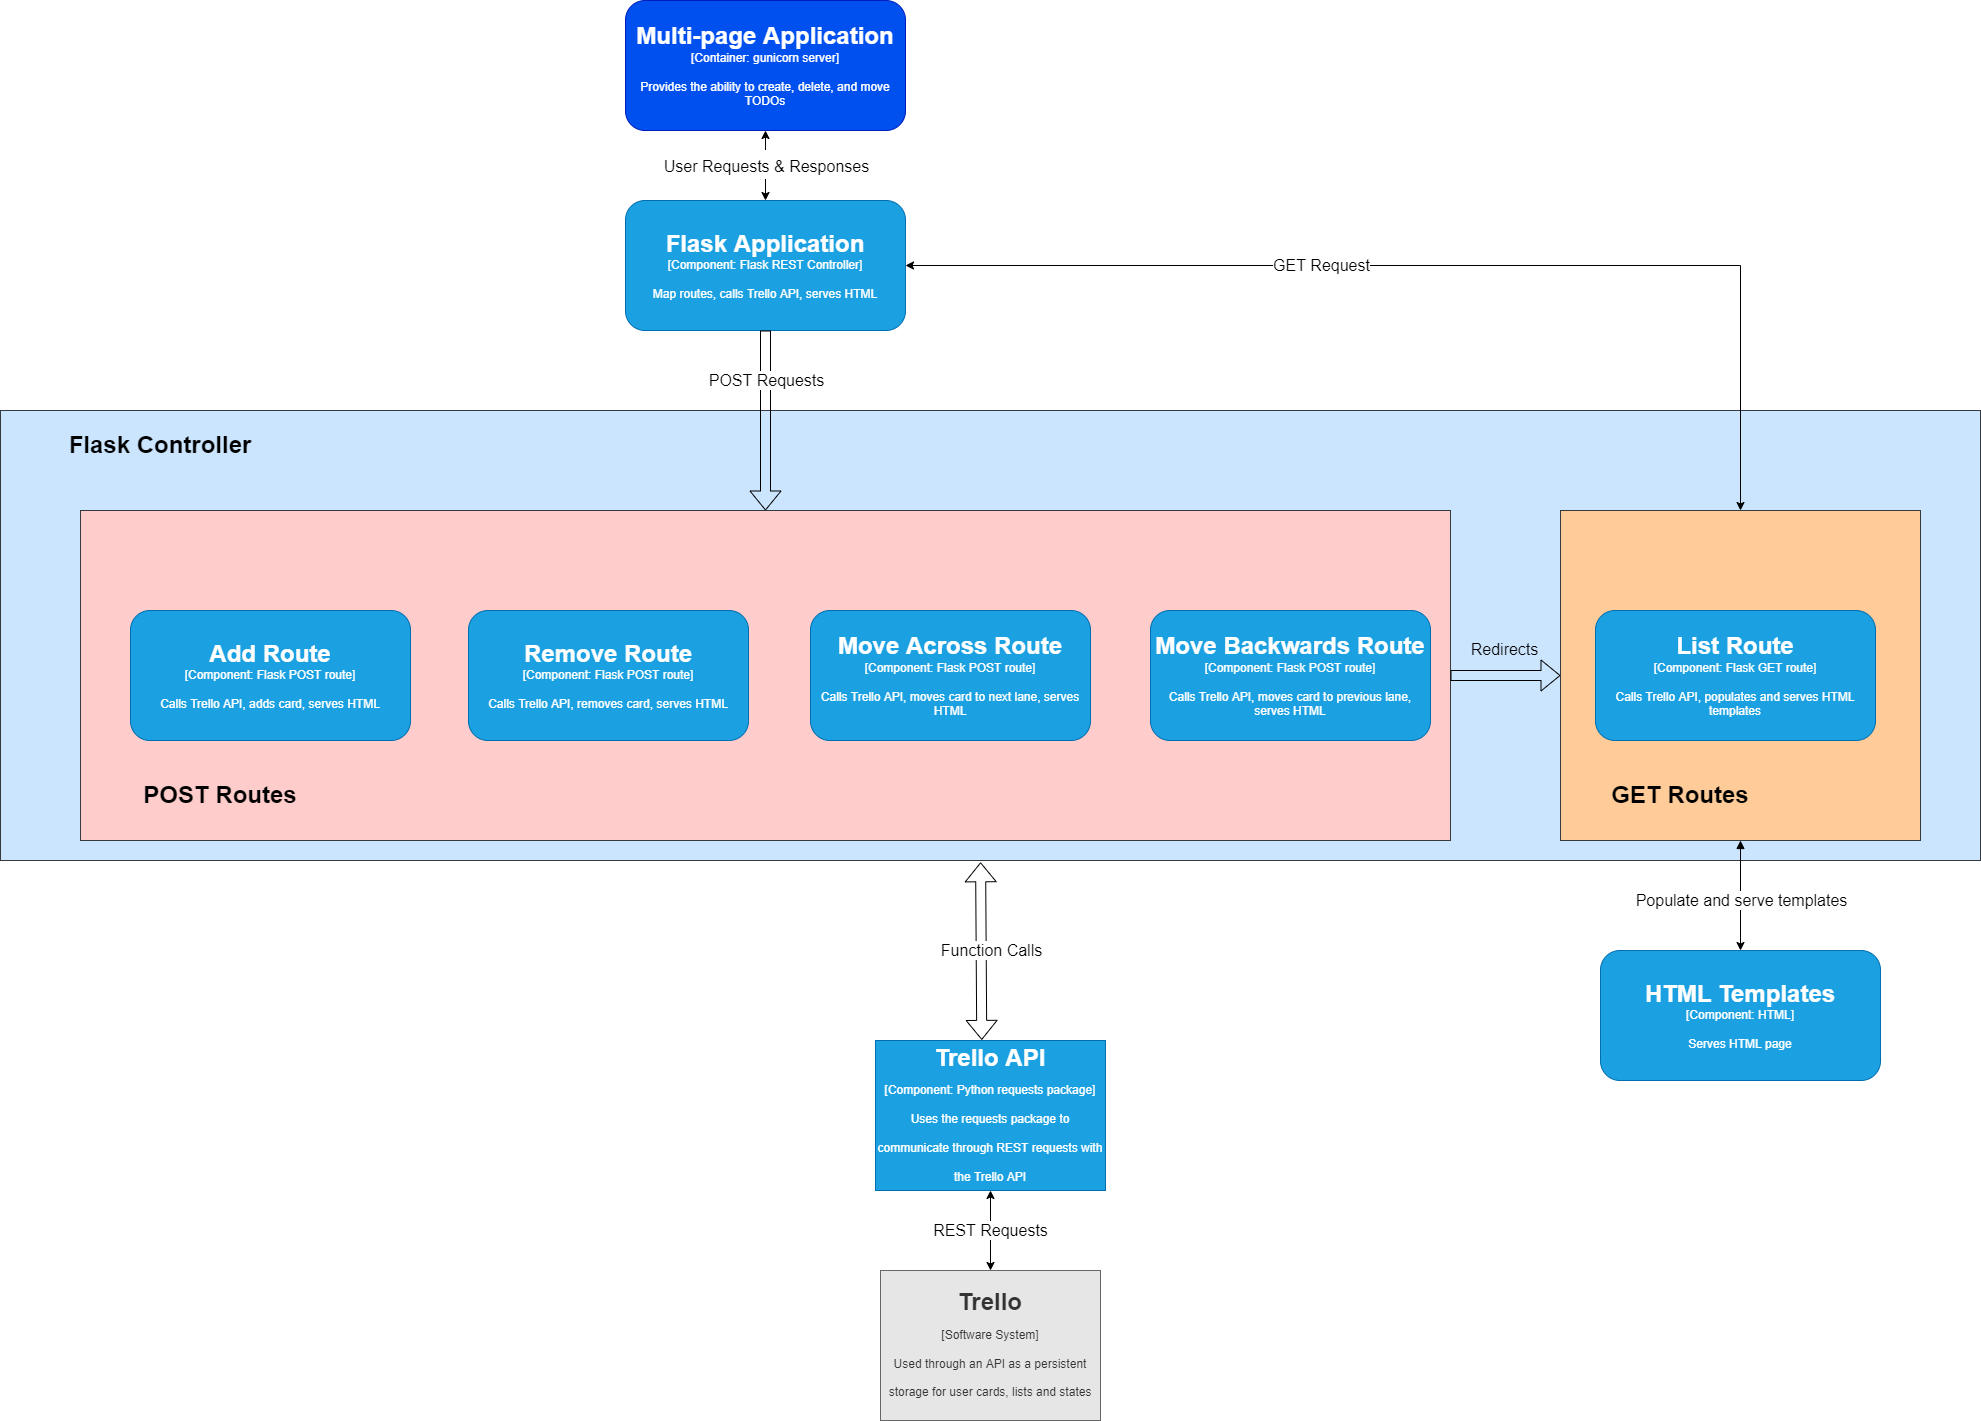 Multi-page Application
[Container: gunicorn server]
Provides the ability to create, delete, and move
TODOs
User Requests & Responses
Flask Application
[Component: Flask REST Controller]
Map routes, calls Trello API, serves HTML
GET Request
POST Requests
Flask Controller
Add Route
[Component: Flask POST route]
Calls Trello API, adds card, serves HTML
Remove Route
[Component: Flask POST route]
Calls Trello API, removes card, serves HTML
Move Across Route
[Component: Flask POST route]
Calls Trello API, moves card to next lane, serves
HTML
Move Backwards Route
[Component: Flask POST route]
Calls Trello API, moves card to previous lane,
serves HTML
Redirects
List Route
[Component: Flask GET route]
Calls Trello API, populates and serves HTML
templates
POST Routes
GET Routes
Populate and serve templates
Function Calls
HTML Templates
[Component: HTML]
Serves HTML page
Trello API
[Component: Python requests package]
Uses the requests package to
communicate through REST requests with
the Trello API
REST Requests
Trello
[Software System]
Used through an API as a persistent
storage for user cards, lists and states